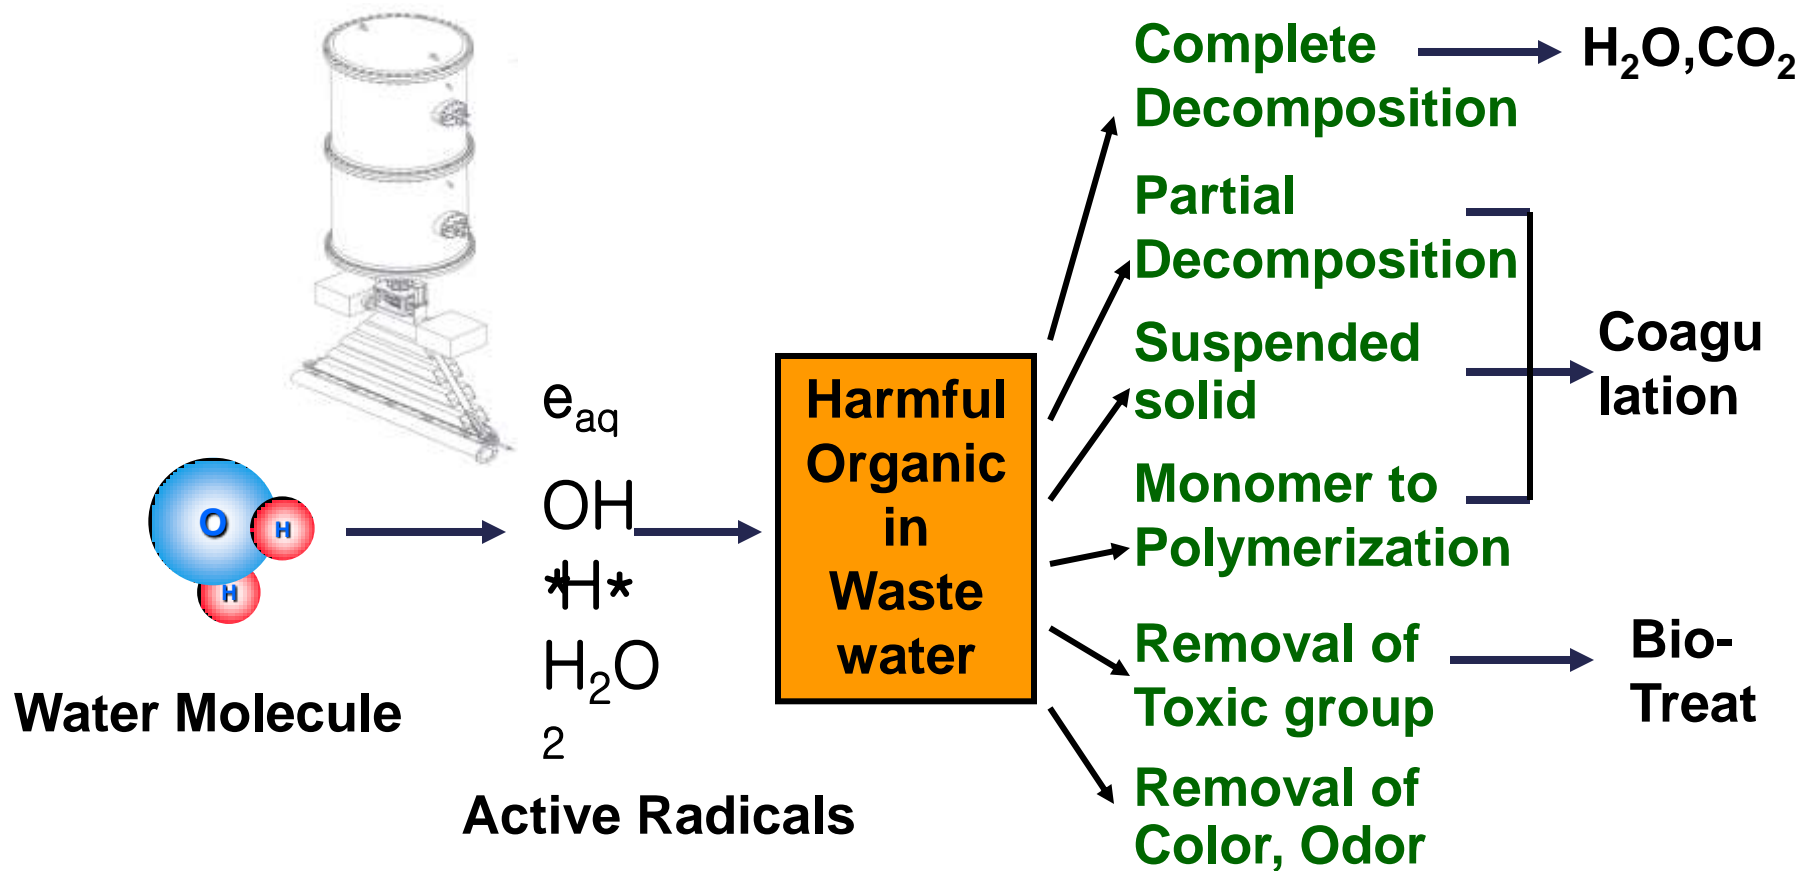 O
H
H
Water Molecule
e_aq
OH
*H*
H₂O
2
Active Radicals
Harmful
Organic
in
Waste
water
Complete
Decomposition
H₂O,CO₂
Partial
Decomposition
Suspended
solid
Monomer to
Polymerization
Coagu
lation
Removal of
Toxic group
Bio-
Treat
Removal of
Color, Odor